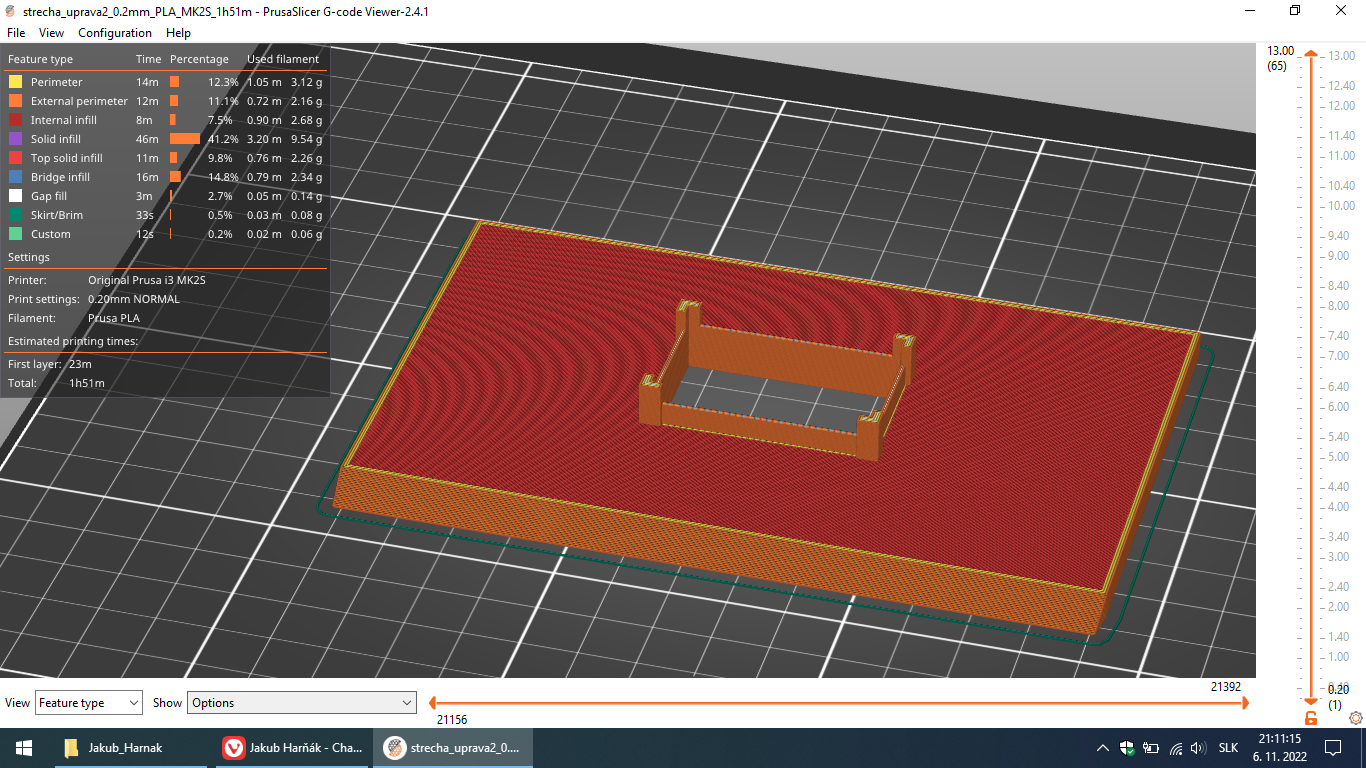 strecha_uprava2_0.2mm_PLA_MK2S_1h51m - PrusaSlicer G-code Viewer-2.4.1
File View Configuration Help
Feature type Time Percentage Used filament
Perimeter 14m 12.3% 1.05 m 3.12 g
External perimeter 12m 11.1% 0.72 m 2.16 g
Internal infill 8m 7.5% 0.90 m 2.68 g
Solid infill 46m 41.2% 3.20 m 9.54 g
Top solid infill 11m 9.8% 0.76 m 2.26 g
Bridge infill 16m 14.8% 0.79 m 2.34 g
Gap fill 3m 2.7% 0.05 m 0.14 g
Skirt/Brim 33s 0.5% 0.03 m 0.08 g
Custom 12s 0.2% 0.02 m 0.06 g
Settings
Printer: Original Prusa i3 MK2S
Print settings: 0.20mm NORMAL
Filament: Prusa PLA
Estimated printing times:
First layer: 23m
Total: 1h51m
13.00
(65)
13.00
12.40
12.00
11.40
11.00
10.40
10.00
9.40
9.00
8.40
8.00
7.40
7.00
6.40
6.00
5.40
5.00
4.40
4.00
3.40
3.00
2.40
2.00
1.40
1.00
0.20
(1)
21392
View Feature type Show Options
21156
Jakub_Harnak
Jakub Harňák - Cha...
strecha_uprava2_0....
SLK
21:11:15
6. 11. 2022